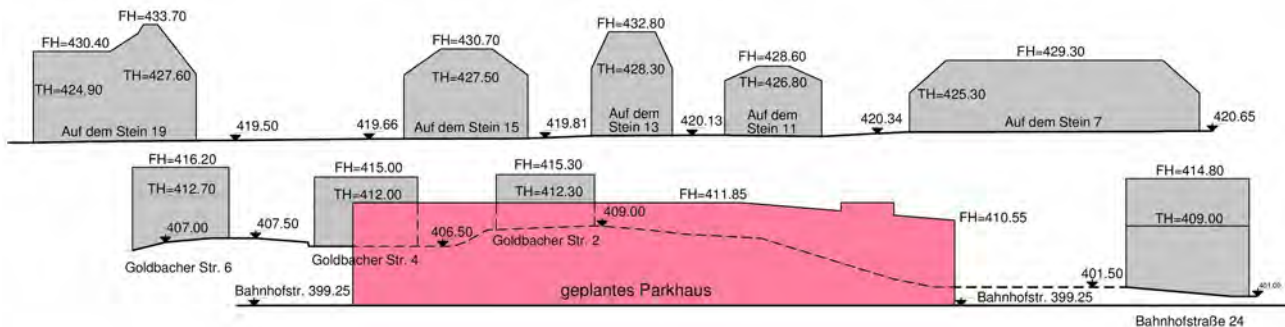 FH=433.70
FH=430.40
TH=427.60
TH=424.90
Auf dem Stein 19
419.50
419.66
FH=430.70
TH=427.50
Auf dem Stein 15
419.81
FH=432.80
TH=428.30
Auf dem
Stein 13
420.13
FH=428.60
TH=426.80
Auf dem
Stein 11
420.34
FH=429.30
TH=425.30
Auf dem Stein 7
420.65
FH=416.20
TH=412.70
407.00
407.50
Goldbacher Str. 6
FH=415.00
TH=412.00
Goldbacher Str. 4
406.50
FH=415.30
TH=412.30
Goldbacher Str. 2
409.00
FH=411.85
FH=410.55
FH=414.80
TH=409.00
401.50
401.00
Bahnhofstr. 399.25
geplantes Parkhaus
Bahnhofstr. 399.25
Bahnhofstraße 24